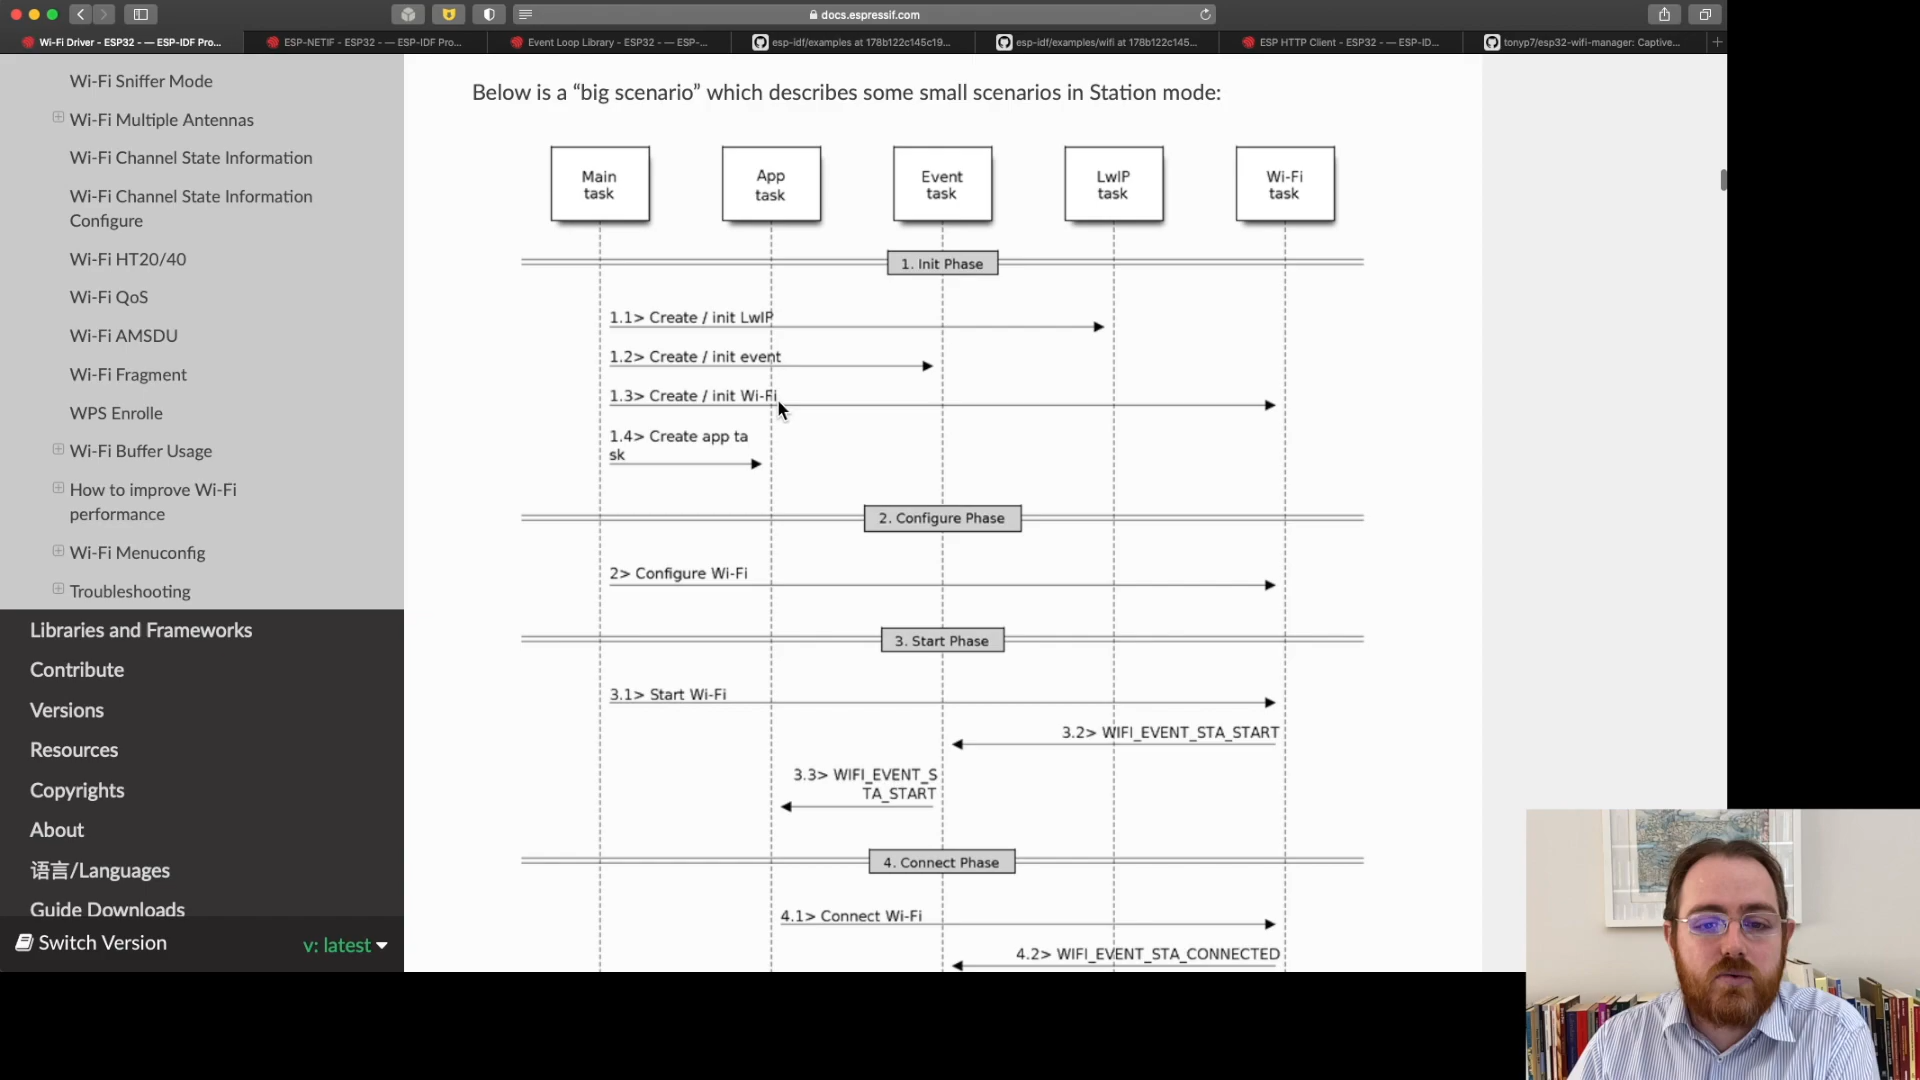 docs.espressif.com
Wi-Fi Driver - ESP32 - — ESP-IDF Pro...
ESP-NETIF - ESP32 - — ESP-IDF Pro...
Event Loop Library - ESP32 - — ESP-...
esp-idf/examples at 178b122c145c19...
esp-idf/examples/wifi at 178b122c145...
ESP HTTP Client - ESP32 - — ESP-ID...
tonyp7/esp32-wifi-manager: Captive...
Wi-Fi Sniffer Mode
Wi-Fi Multiple Antennas
Wi-Fi Channel State Information
Wi-Fi Channel State Information
Configure
Wi-Fi HT20/40
Wi-Fi QoS
Wi-Fi AMSDU
Wi-Fi Fragment
WPS Enrolle
Wi-Fi Buffer Usage
How to improve Wi-Fi
performance
Wi-Fi Menuconfig
Troubleshooting
Libraries and Frameworks
Contribute
Versions
Resources
Copyrights
About
语言/Languages
Guide Downloads
Switch Version
v: latest
Below is a “big scenario” which describes some small scenarios in Station mode:
Main
task
App
task
Event
task
LwIP
task
Wi-Fi
task
1. Init Phase
1.1> Create / init LwIP
1.2> Create / init event
1.3> Create / init Wi-Fi
1.4> Create app ta
sk
2. Configure Phase
2> Configure Wi-Fi
3. Start Phase
3.1> Start Wi-Fi
3.2> WIFI_EVENT_STA_START
3.3> WIFI_EVENT_S
TA_START
4. Connect Phase
4.1> Connect Wi-Fi
4.2> WIFI_EVENT_STA_CONNECTED